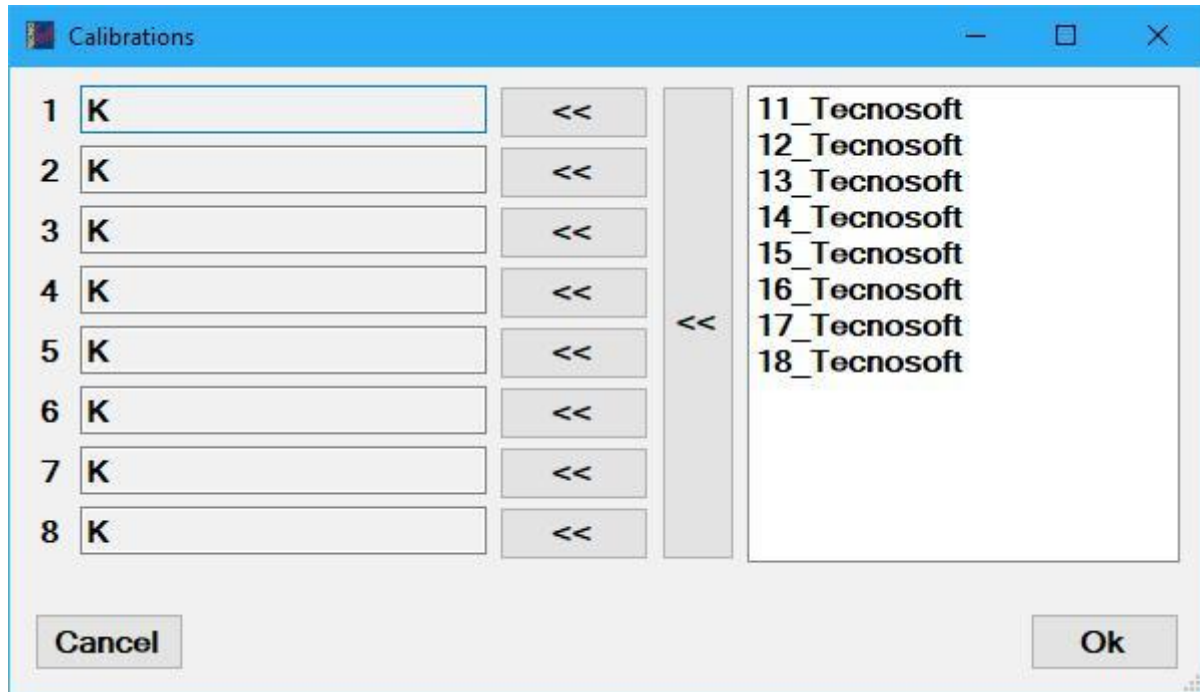 Calibrations
1 K <<
2 K <<
3 K <<
4 K <<
5 K <<
6 K <<
7 K <<
8 K <<
<<
11_Tecnosoft
12_Tecnosoft
13_Tecnosoft
14_Tecnosoft
15_Tecnosoft
16_Tecnosoft
17_Tecnosoft
18_Tecnosoft
Cancel
Ok